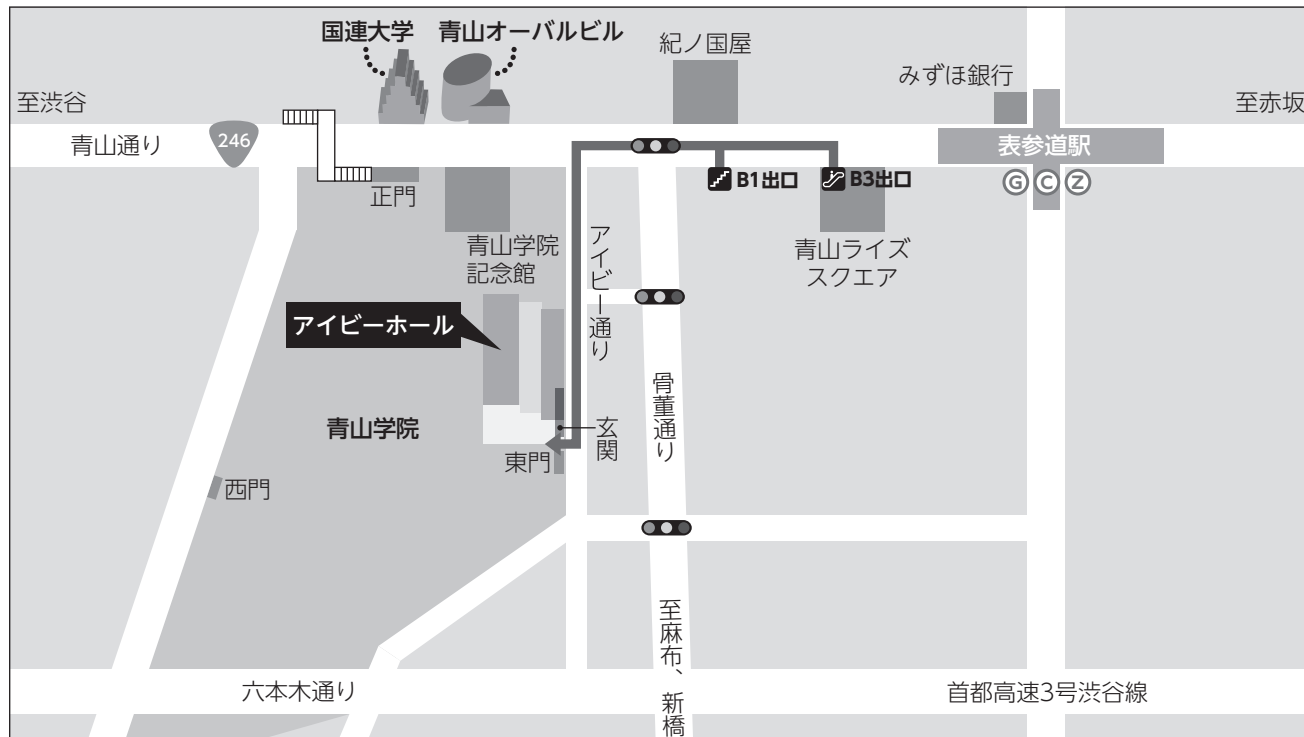 国連大学
青山オーバルビル
紀ノ国屋
みずほ銀行
至渋谷
至赤坂
青山通り
246
表参道駅
B1出口
B3出口
G C Z
正門
青山学院
記念館
アイビー通り
青山ライズ
スクエア
アイビーホール
骨董通り
青山学院
玄関
東門
西門
至麻布、新橋
六本木通り
首都高速3号渋谷線